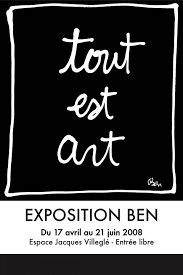 tout
est
art
Ben
EXPOSITION BEN
Du 17 avril au 21 juin 2008
Espace Jacques Villeglé - Entrée libre